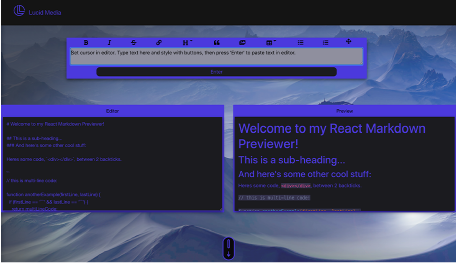 Lucid Media
B I S
Set cursor in editor. Type text here and style with buttons, then press 'Enter' to paste text in editor.
Enter
Editor
# Welcome to my React Markdown Previewer!
## This is a sub-heading...
### And here's some other cool stuff:
Heres some code, `<div></div>`, between 2 backticks.
```
// this is multi-line code:
function anotherExample(firstLine, lastLine) {
if (firstLine == '```' && lastLine == '```') {
return multiLineCode;
Preview
Welcome to my React Markdown
Previewer!
This is a sub-heading...
And here's some other cool stuff:
Heres some code, <div></div>, between 2 backticks.
// this is multi-line code: